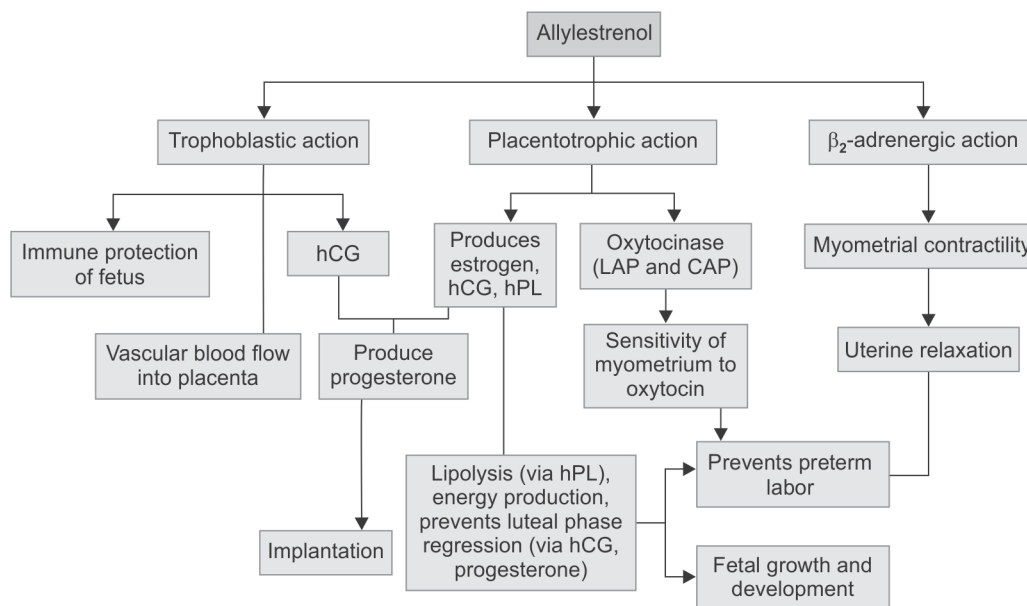 Allylestrenol
Trophoblastic action
Placentotrophic action
β₂-adrenergic action
Immune protection
of fetus
hCG
Produces
estrogen,
hCG, hPL
Oxytocinase
(LAP and CAP)
Myometrial contractility
Vascular blood flow
into placenta
Produce
progesterone
Sensitivity of
myometrium to
oxytocin
Uterine relaxation
Lipolysis (via hPL),
energy production,
prevents luteal phase
regression (via hCG,
progesterone)
Prevents preterm
labor
Implantation
Fetal growth and
development